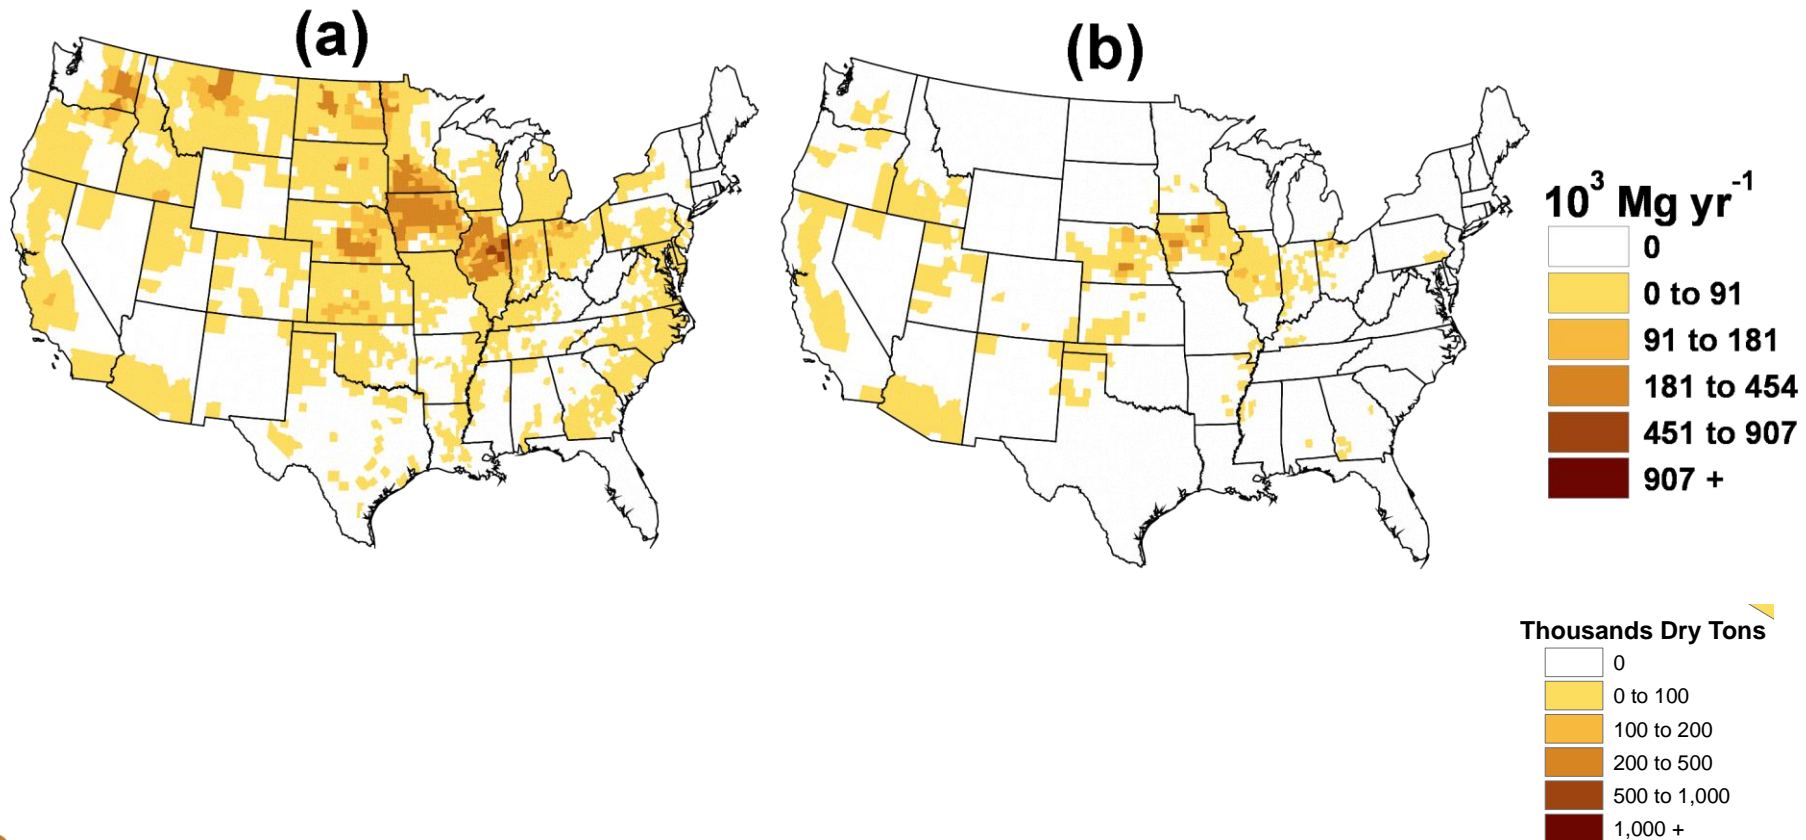 (a)
(b)
10³ Mg yr⁻¹
0
0 to 91
91 to 181
181 to 454
451 to 907
907 +
Thousands Dry Tons
0
0 to 100
100 to 200
200 to 500
500 to 1,000
1,000 +